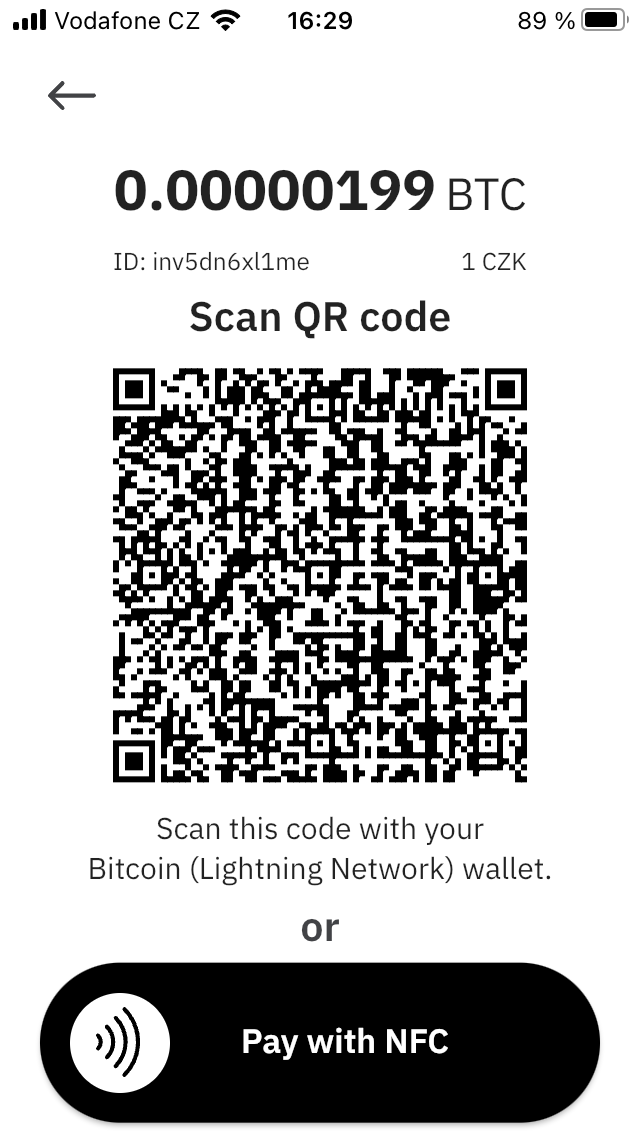 Vodafone CZ 16:29 89 %
0.00000199 BTC
ID: inv5dn6xl1me 1 CZK
Scan QR code
Scan this code with your
Bitcoin (Lightning Network) wallet.
or
Pay with NFC